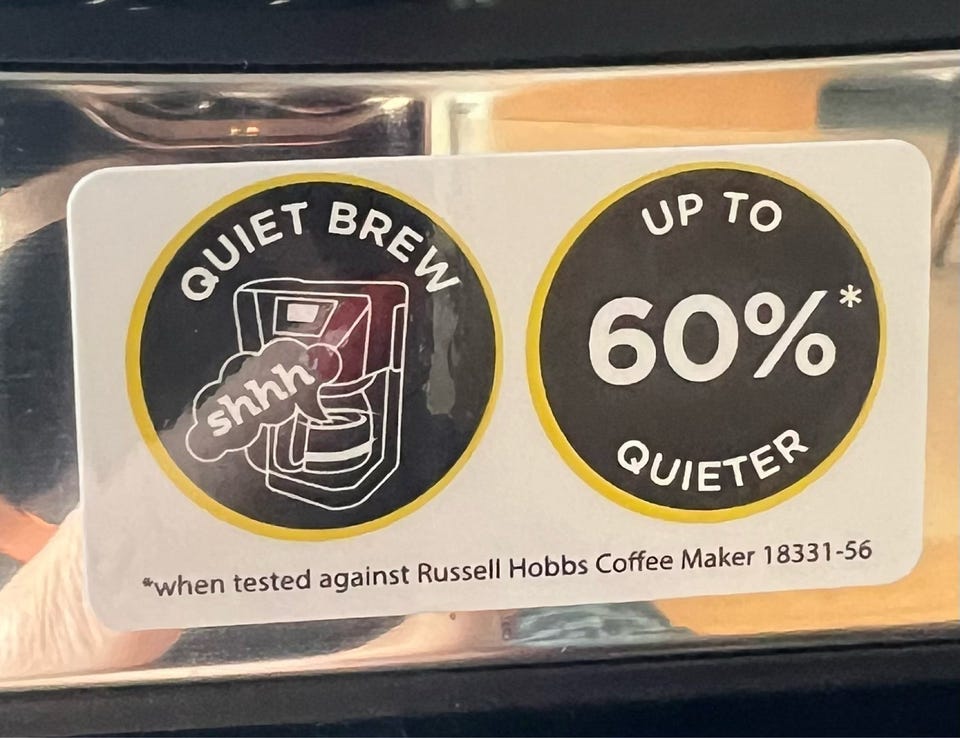 QUIET BREW
shhh
UP TO
60%*
QUIETER
*when tested against Russell Hobbs Coffee Maker 18331-56